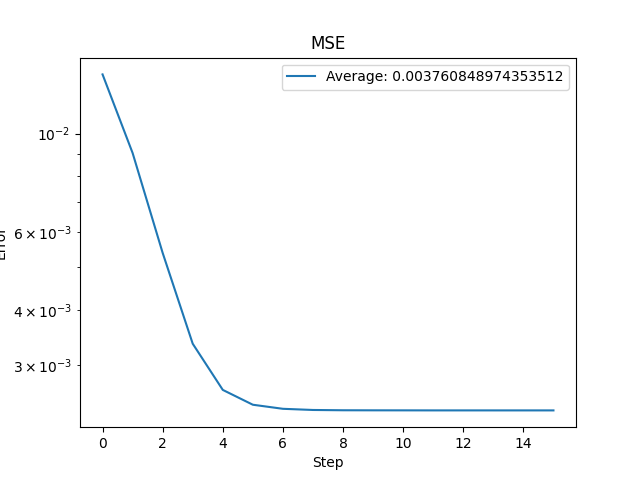 MSE
Average: 0.003760848974353512
10⁻²
6 × 10⁻³
4 × 10⁻³
3 × 10⁻³
Error
0 2 4 6 8 10 12 14
Step